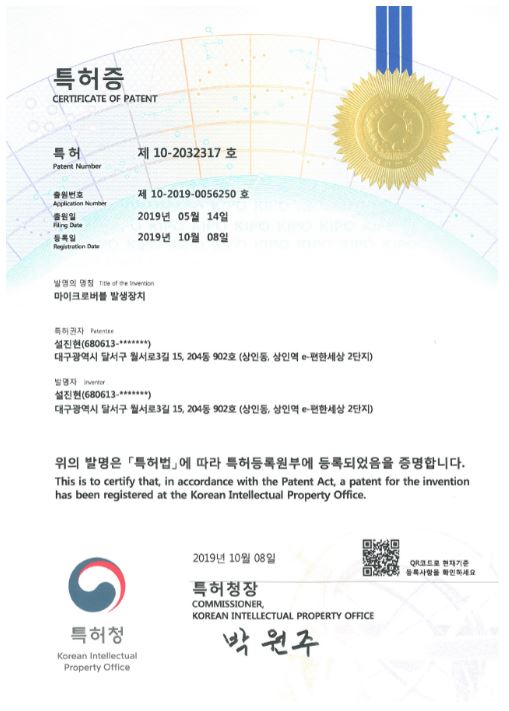 특허증
CERTIFICATE OF PATENT
특 허 제 10-2032317 호
Patent Number
출원번호 제 10-2019-0056250 호
Application Number
출원일 2019년 05월 14일
Filing Date
등록일 2019년 10월 08일
Registration Date
발명의 명칭 Title of the Invention
마이크로버블 발생장치
특허권자 Patentee
설진현(680613-*******)
대구광역시 달서구 월서로3길 15, 204동 902호 (상인동, 상인역 e-편한세상 2단지)
발명자 Inventor
설진현(680613-*******)
대구광역시 달서구 월서로3길 15, 204동 902호 (상인동, 상인역 e-편한세상 2단지)
위의 발명은 「특허법」에 따라 특허등록원부에 등록되었음을 증명합니다.
This is to certify that, in accordance with the Patent Act, a patent for the invention
has been registered at the Korean Intellectual Property Office.
2019년 10월 08일
QR코드로 현재기준
등록사항을 확인하세요
특허청장
COMMISSIONER,
KOREAN INTELLECTUAL PROPERTY OFFICE
박 원 주
특허청
Korean Intellectual
Property Office